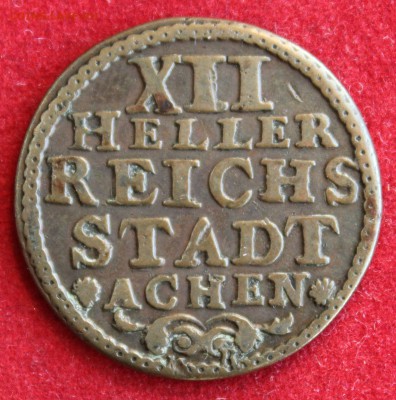 XII
HELLER
REICHS
STADT
ACHEN